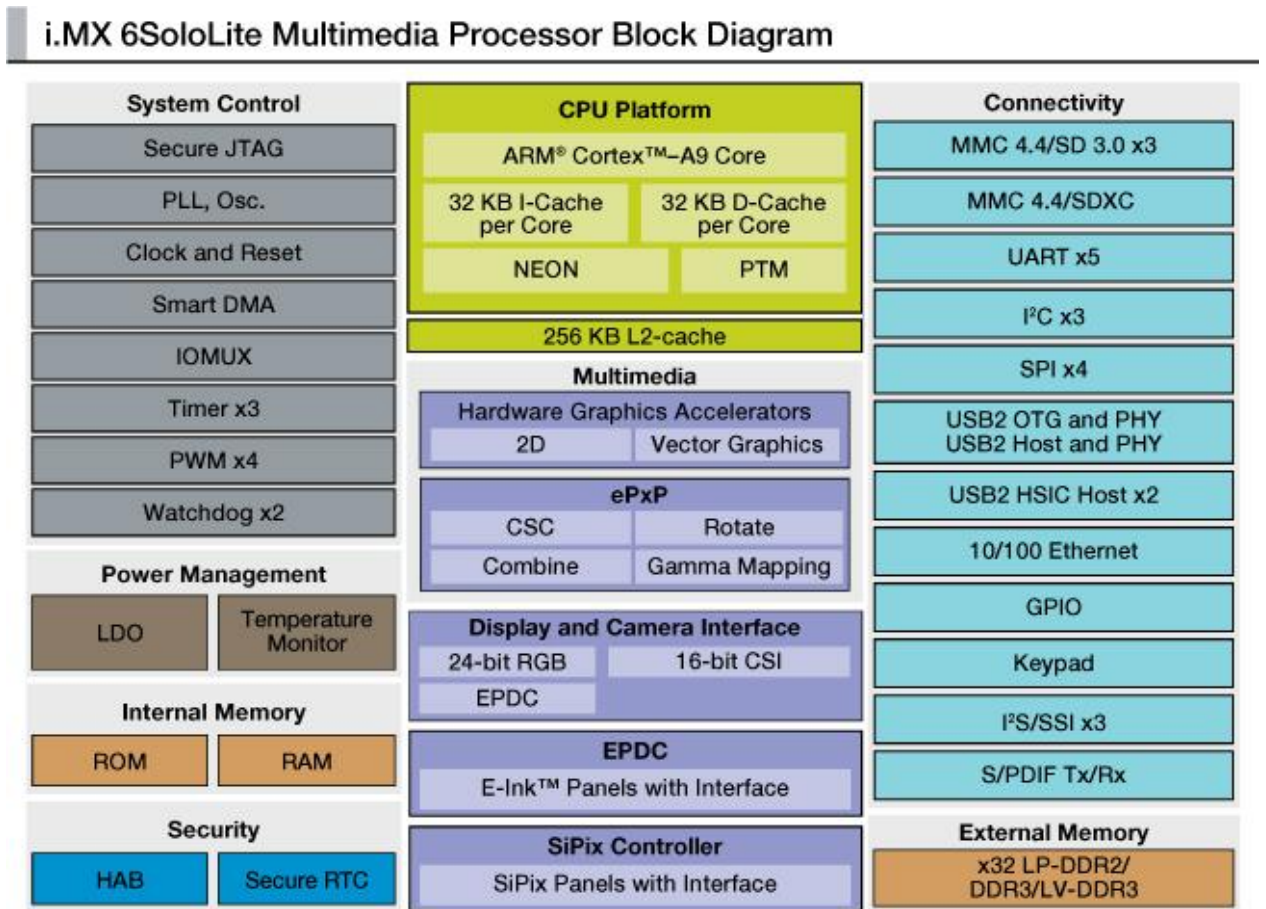 i.MX 6SoloLite Multimedia Processor Block Diagram
System Control
Secure JTAG
PLL, Osc.
Clock and Reset
Smart DMA
IOMUX
Timer x3
PWM x4
Watchdog x2
Power Management
LDO
Temperature
Monitor
Internal Memory
ROM
RAM
Security
HAB
Secure RTC
CPU Platform
ARM® Cortex™–A9 Core
32 KB I-Cache
per Core
32 KB D-Cache
per Core
NEON
PTM
256 KB L2-cache
Multimedia
Hardware Graphics Accelerators
2D
Vector Graphics
ePxP
CSC
Rotate
Combine
Gamma Mapping
Display and Camera Interface
24-bit RGB
16-bit CSI
EPDC
EPDC
E-Ink™ Panels with Interface
SiPix Controller
SiPix Panels with Interface
Connectivity
MMC 4.4/SD 3.0 x3
MMC 4.4/SDXC
UART x5
I²C x3
SPI x4
USB2 OTG and PHY
USB2 Host and PHY
USB2 HSIC Host x2
10/100 Ethernet
GPIO
Keypad
I²S/SSI x3
S/PDIF Tx/Rx
External Memory
x32 LP-DDR2/
DDR3/LV-DDR3